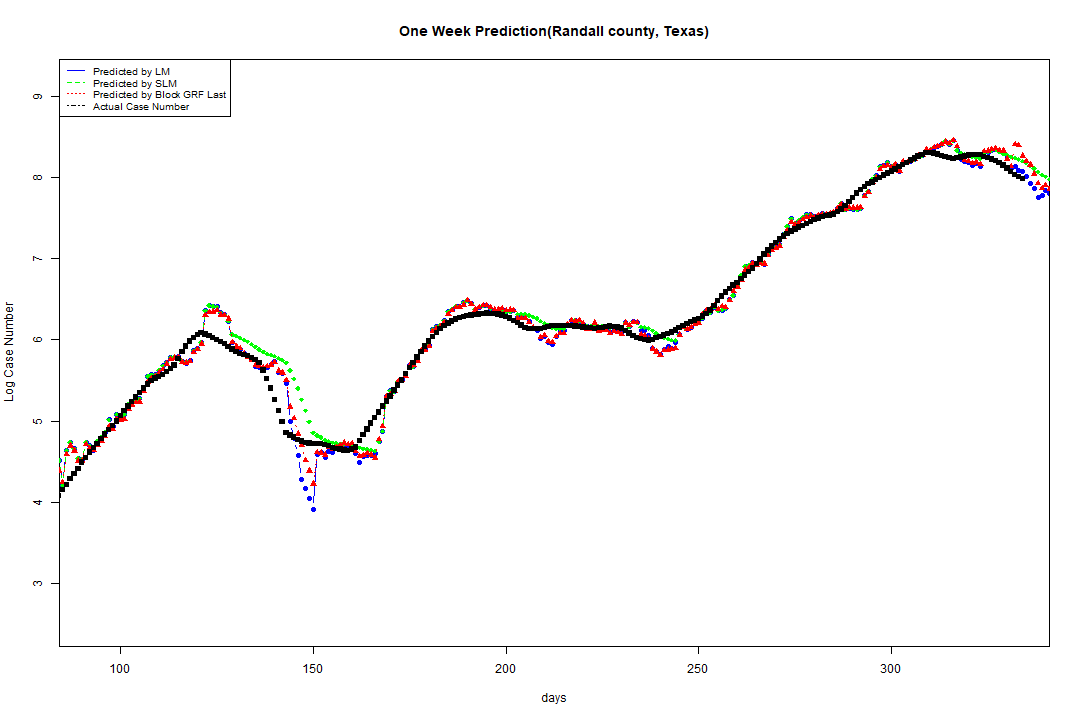 One Week Prediction(Randall county, Texas)
Predicted by LM
Predicted by SLM
Predicted by Block GRF Last
Actual Case Number
9
8
7
6
5
4
3
Log Case Number
100 150 200 250 300
days